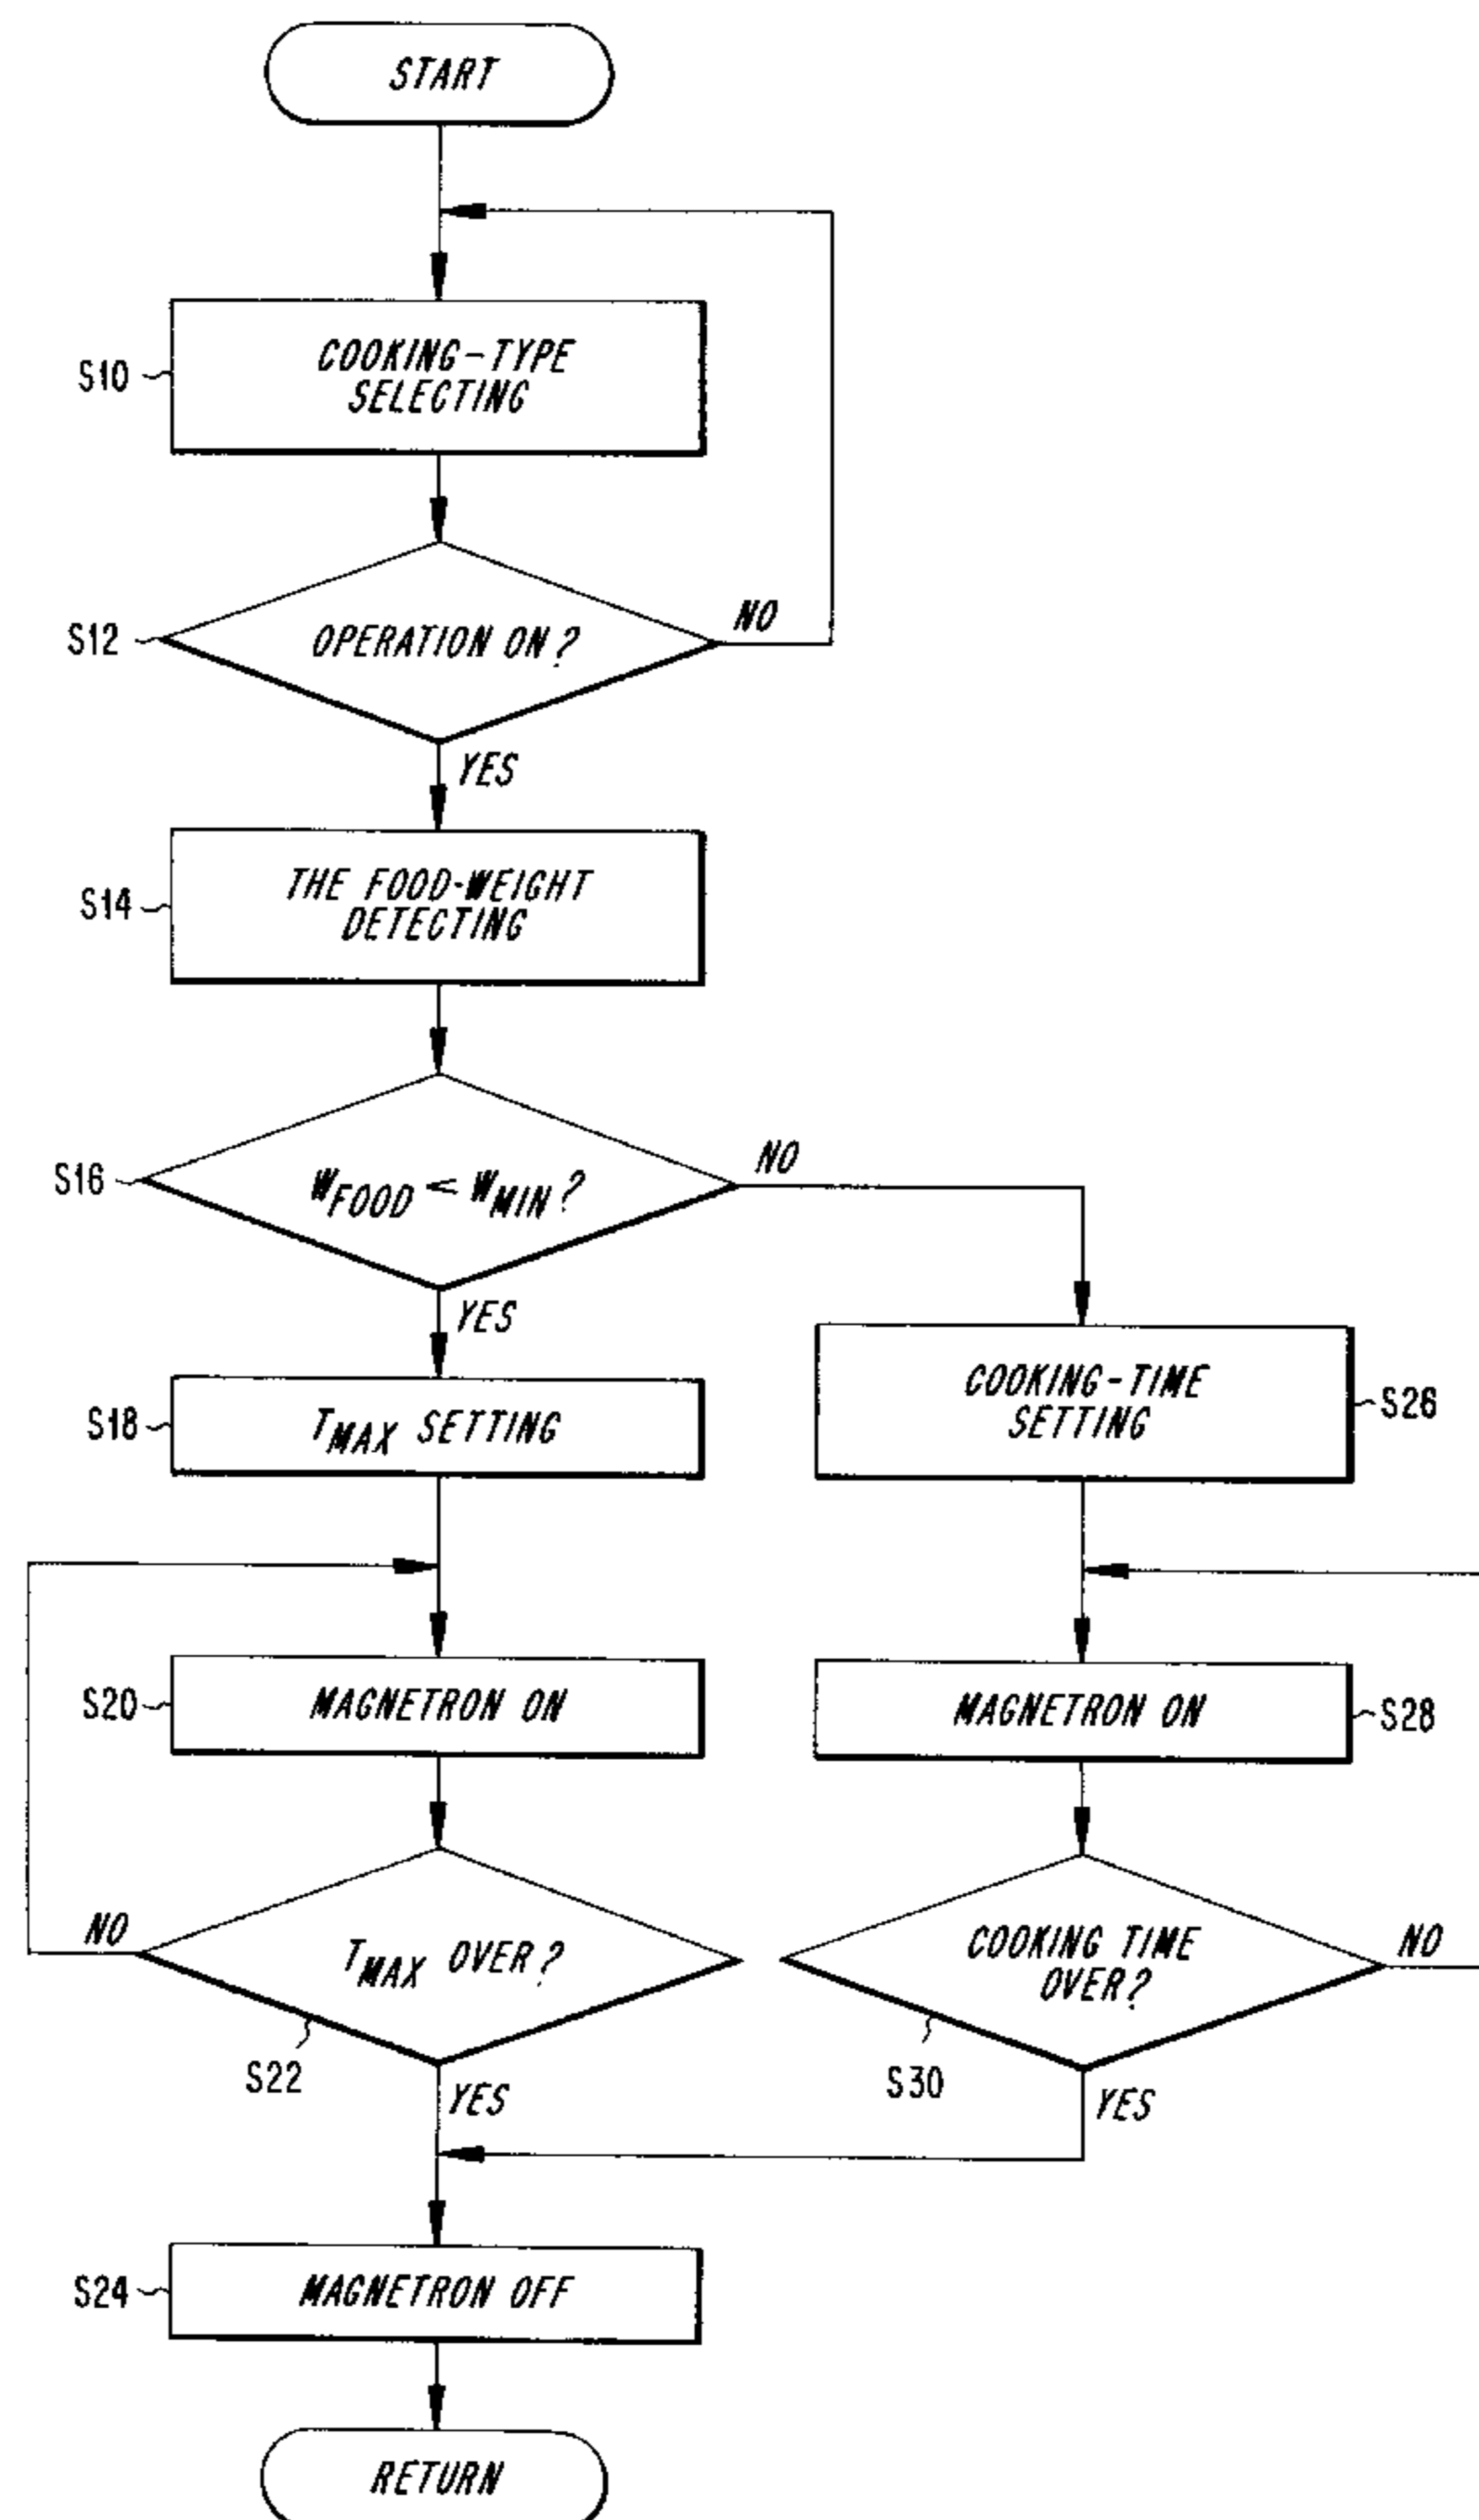 START
S10
COOKING-TYPE
SELECTING
S12
OPERATION ON?
NO
YES
S14
THE FOOD-WEIGHT
DETECTING
S16
WFOOD < WMIN?
NO
YES
S18
TMAX SETTING
COOKING-TIME
SETTING
S26
S20
MAGNETRON ON
MAGNETRON ON
S28
NO
TMAX OVER?
S22
YES
COOKING TIME
OVER?
NO
S30
YES
S24
MAGNETRON OFF
RETURN